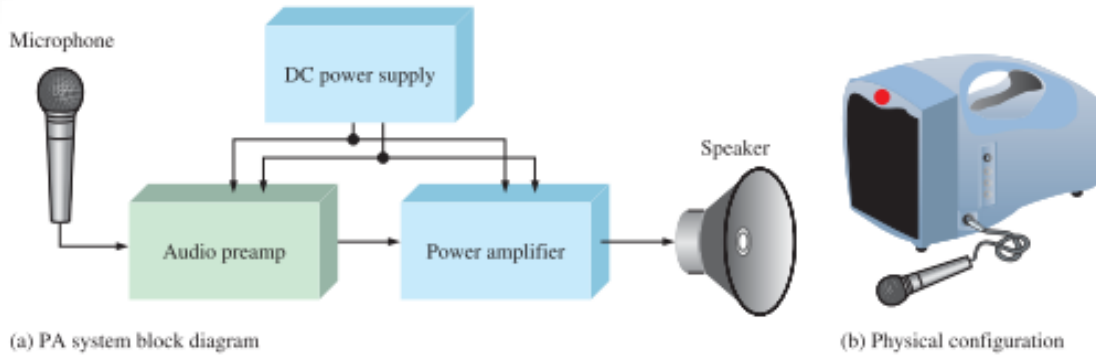 Microphone
DC power supply
Speaker
Audio preamp
Power amplifier
(a) PA system block diagram
(b) Physical configuration